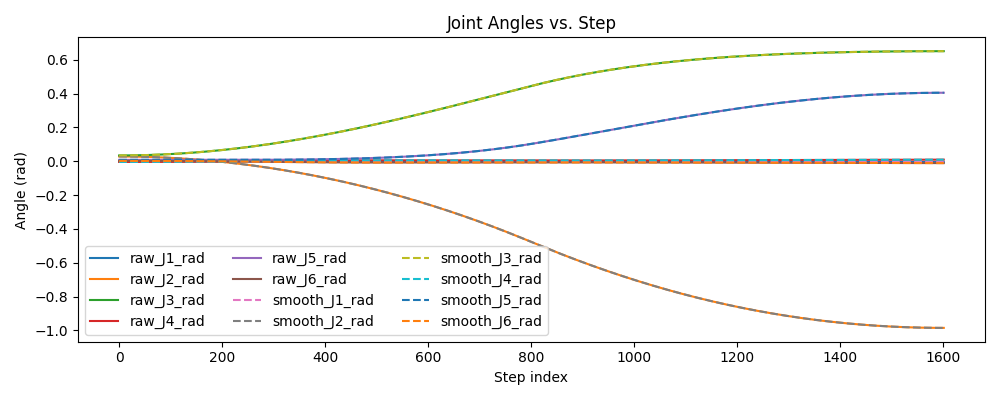 Joint Angles vs. Step
Angle (rad)
0.6
0.4
0.2
0.0
−0.2
−0.4
−0.6
−0.8
−1.0
raw_J1_rad
raw_J2_rad
raw_J3_rad
raw_J4_rad
raw_J5_rad
raw_J6_rad
smooth_J1_rad
smooth_J2_rad
smooth_J3_rad
smooth_J4_rad
smooth_J5_rad
smooth_J6_rad
0 200 400 600 800 1000 1200 1400 1600
Step index